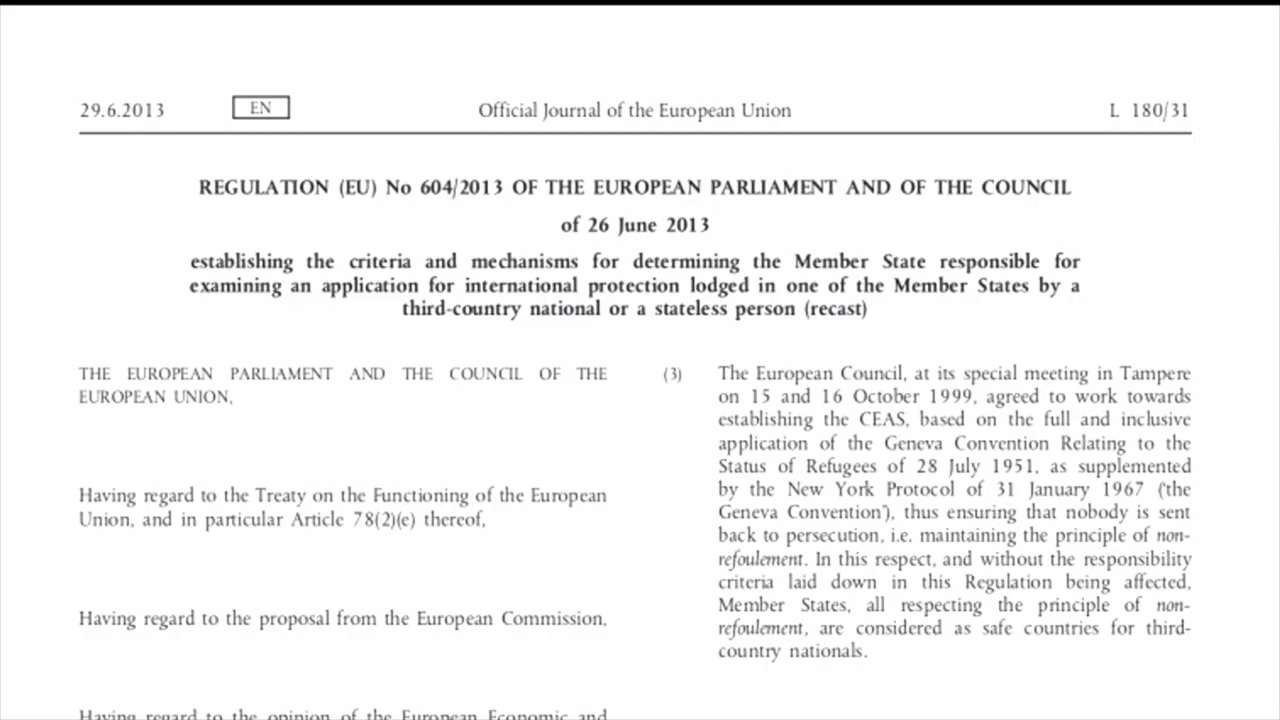 29.6.2013 EN Official Journal of the European Union L 180/31
REGULATION (EU) No 604/2013 OF THE EUROPEAN PARLIAMENT AND OF THE COUNCIL
of 26 June 2013
establishing the criteria and mechanisms for determining the Member State responsible for
examining an application for international protection lodged in one of the Member States by a
third-country national or a stateless person (recast)
THE EUROPEAN PARLIAMENT AND THE COUNCIL OF THE
EUROPEAN UNION,
Having regard to the Treaty on the Functioning of the European
Union, and in particular Article 78(2)(e) thereof,
Having regard to the proposal from the European Commission,
Having regard to the opinion of the European Economic and
(3) The European Council, at its special meeting in Tampere
on 15 and 16 October 1999, agreed to work towards
establishing the CEAS, based on the full and inclusive
application of the Geneva Convention Relating to the
Status of Refugees of 28 July 1951, as supplemented
by the New York Protocol of 31 January 1967 ('the
Geneva Convention'), thus ensuring that nobody is sent
back to persecution, i.e. maintaining the principle of non-
refoulement. In this respect, and without the responsibility
criteria laid down in this Regulation being affected,
Member States, all respecting the principle of non-
refoulement, are considered as safe countries for third-
country nationals.